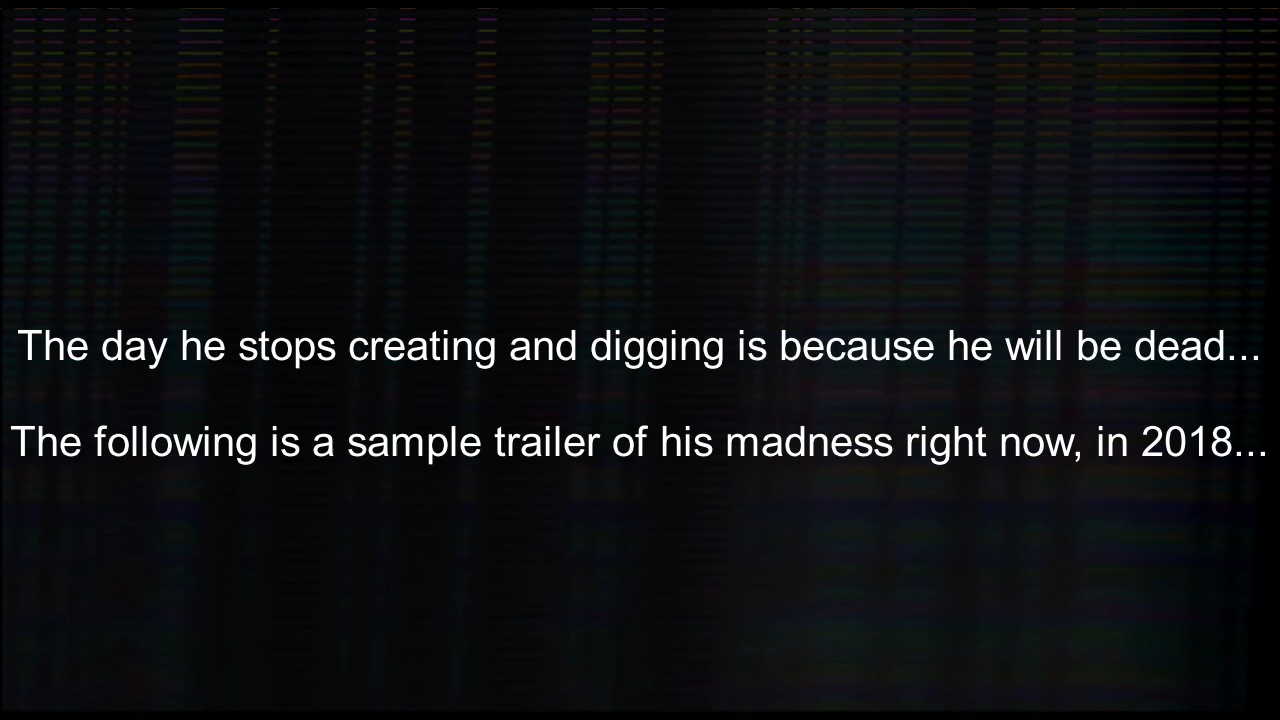 The day he stops creating and digging is because he will be dead...
The following is a sample trailer of his madness right now, in 2018...